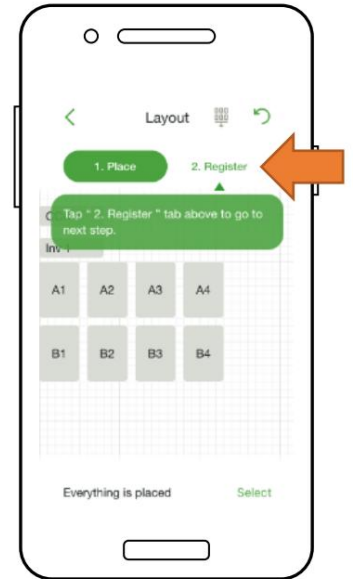 Layout
1. Place 2. Register
Tap " 2. Register " tab above to go to
next step.
A1 A2 A3 A4
B1 B2 B3 B4
Everything is placed Select